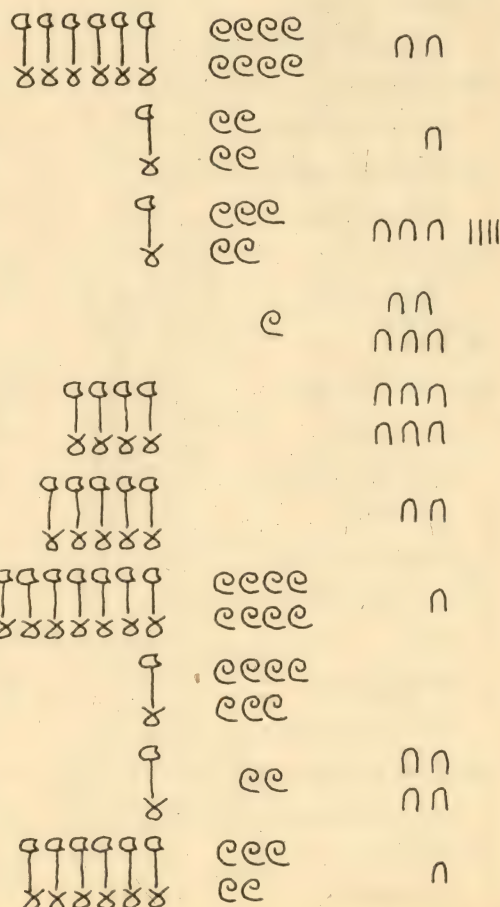 𓆼𓆼𓆼𓆼𓆼𓆼 𓍢𓍢𓍢𓍢𓍢𓍢𓍢𓍢 𓎆𓎆
𓆼 𓍢𓍢𓍢𓍢 𓎆
𓆼 𓍢𓍢𓍢𓍢𓍢 𓎆𓎆𓎆 𓏺𓏺𓏺𓏺
𓍢 𓎆𓎆𓎆𓎆𓎆
𓆼𓆼𓆼𓆼 𓎆𓎆𓎆𓎆𓎆𓎆
𓆼𓆼𓆼𓆼𓆼 𓎆𓎆
𓆼𓆼𓆼𓆼𓆼𓆼𓆼 𓍢𓍢𓍢𓍢𓍢𓍢𓍢𓍢 𓎆
𓆼 𓍢𓍢𓍢𓍢𓍢𓍢𓍢
𓆼 𓍢𓍢 𓎆𓎆𓎆𓎆
𓆼𓆼𓆼𓆼𓆼𓆼 𓍢𓍢𓍢𓍢𓍢 𓎆